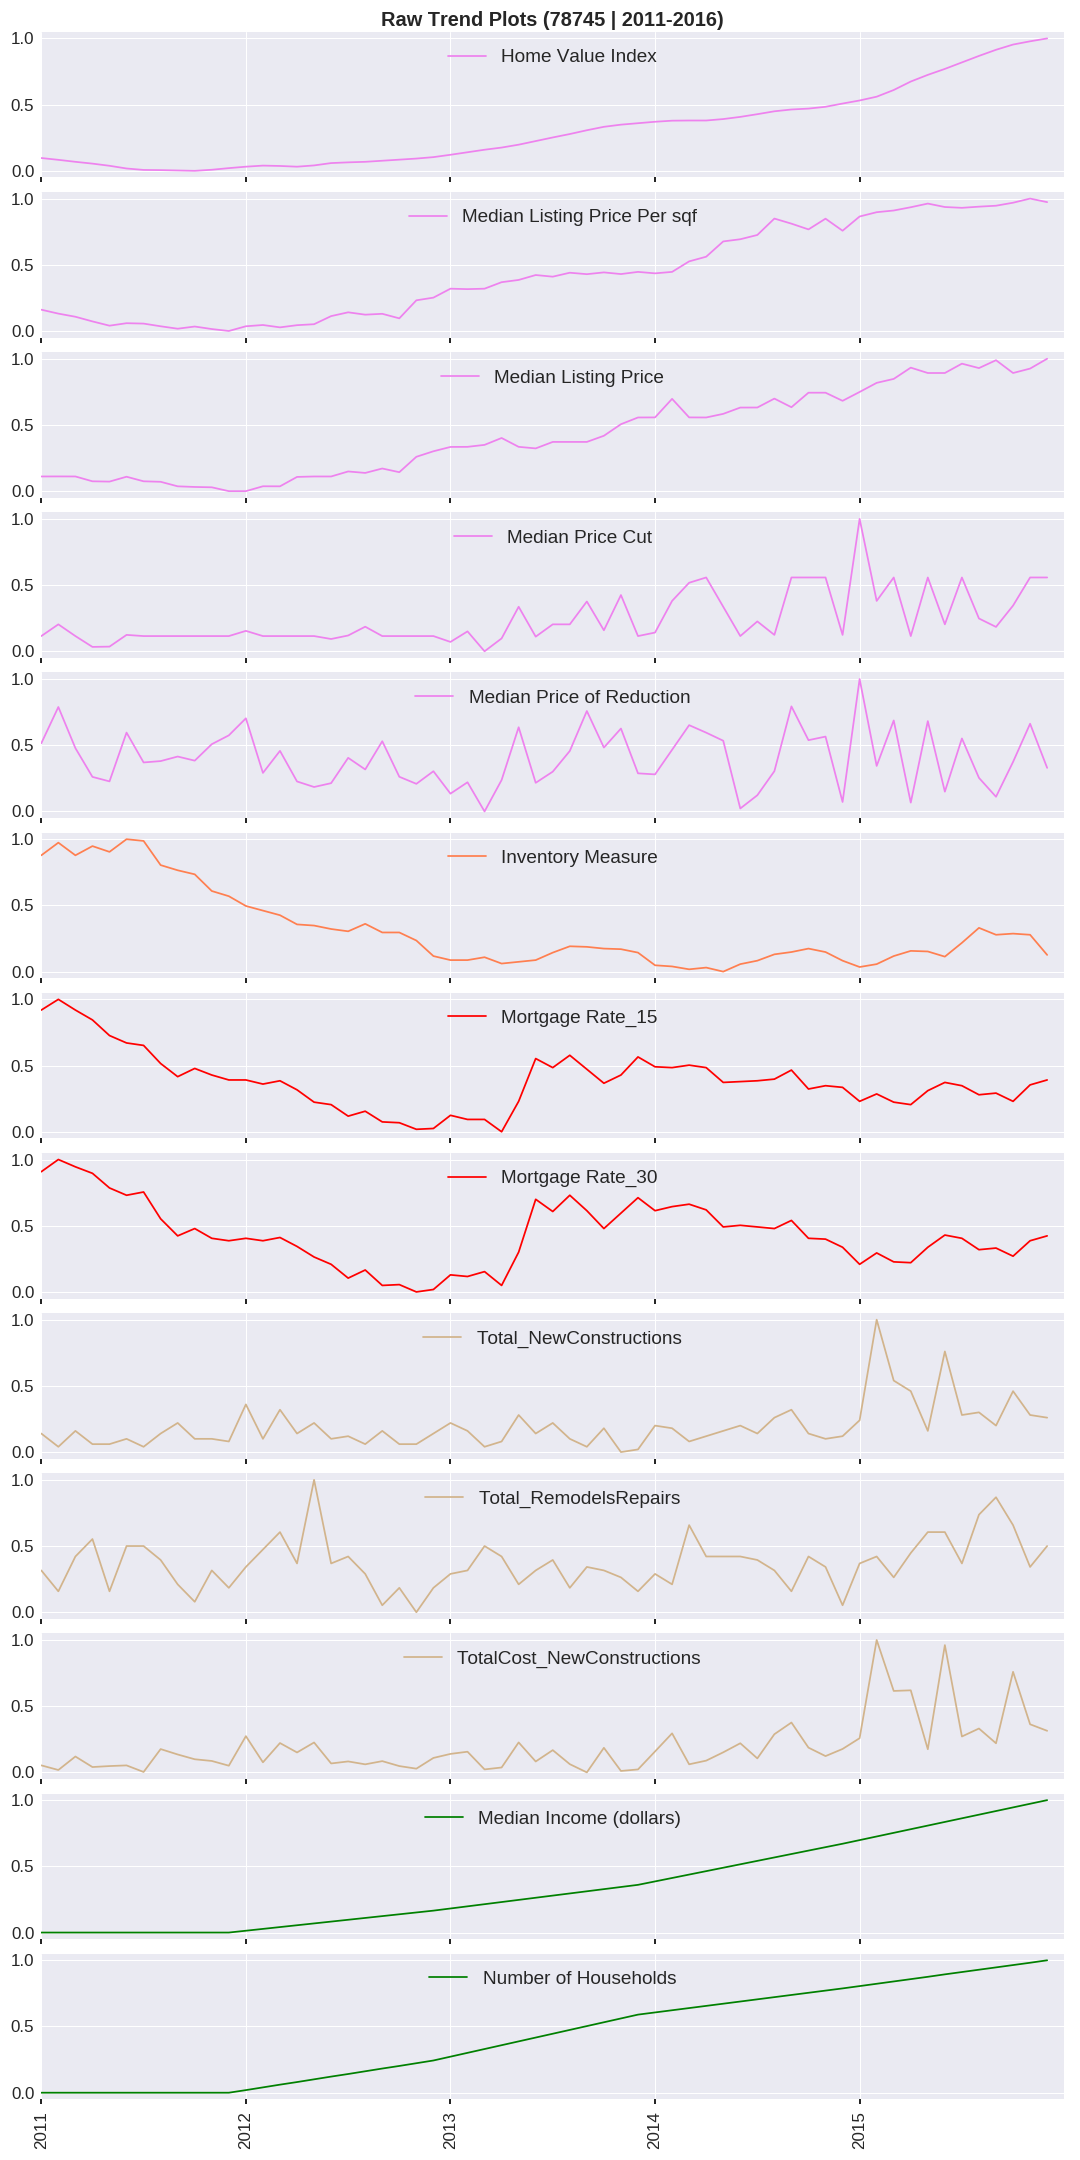 Raw Trend Plots (78745 | 2011-2016)
1.0
Home Value Index
0.5
0.0
1.0
Median Listing Price Per sqf
0.5
0.0
1.0
Median Listing Price
0.5
0.0
1.0
Median Price Cut
0.5
0.0
1.0
Median Price of Reduction
0.5
0.0
1.0
Inventory Measure
0.5
0.0
1.0
Mortgage Rate_15
0.5
0.0
1.0
Mortgage Rate_30
0.5
0.0
1.0
Total_NewConstructions
0.5
0.0
1.0
Total_RemodelsRepairs
0.5
0.0
1.0
TotalCost_NewConstructions
0.5
0.0
1.0
Median Income (dollars)
0.5
0.0
1.0
Number of Households
0.5
0.0
2011 2012 2013 2014 2015